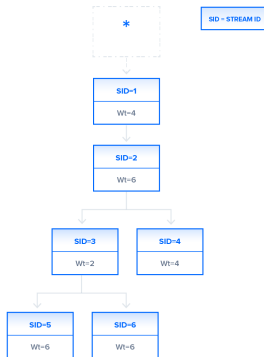 *
SID = STREAM ID
SID=1
Wt=4
SID=2
Wt=6
SID=3
Wt=2
SID=4
Wt=4
SID=5
Wt=6
SID=6
Wt=6